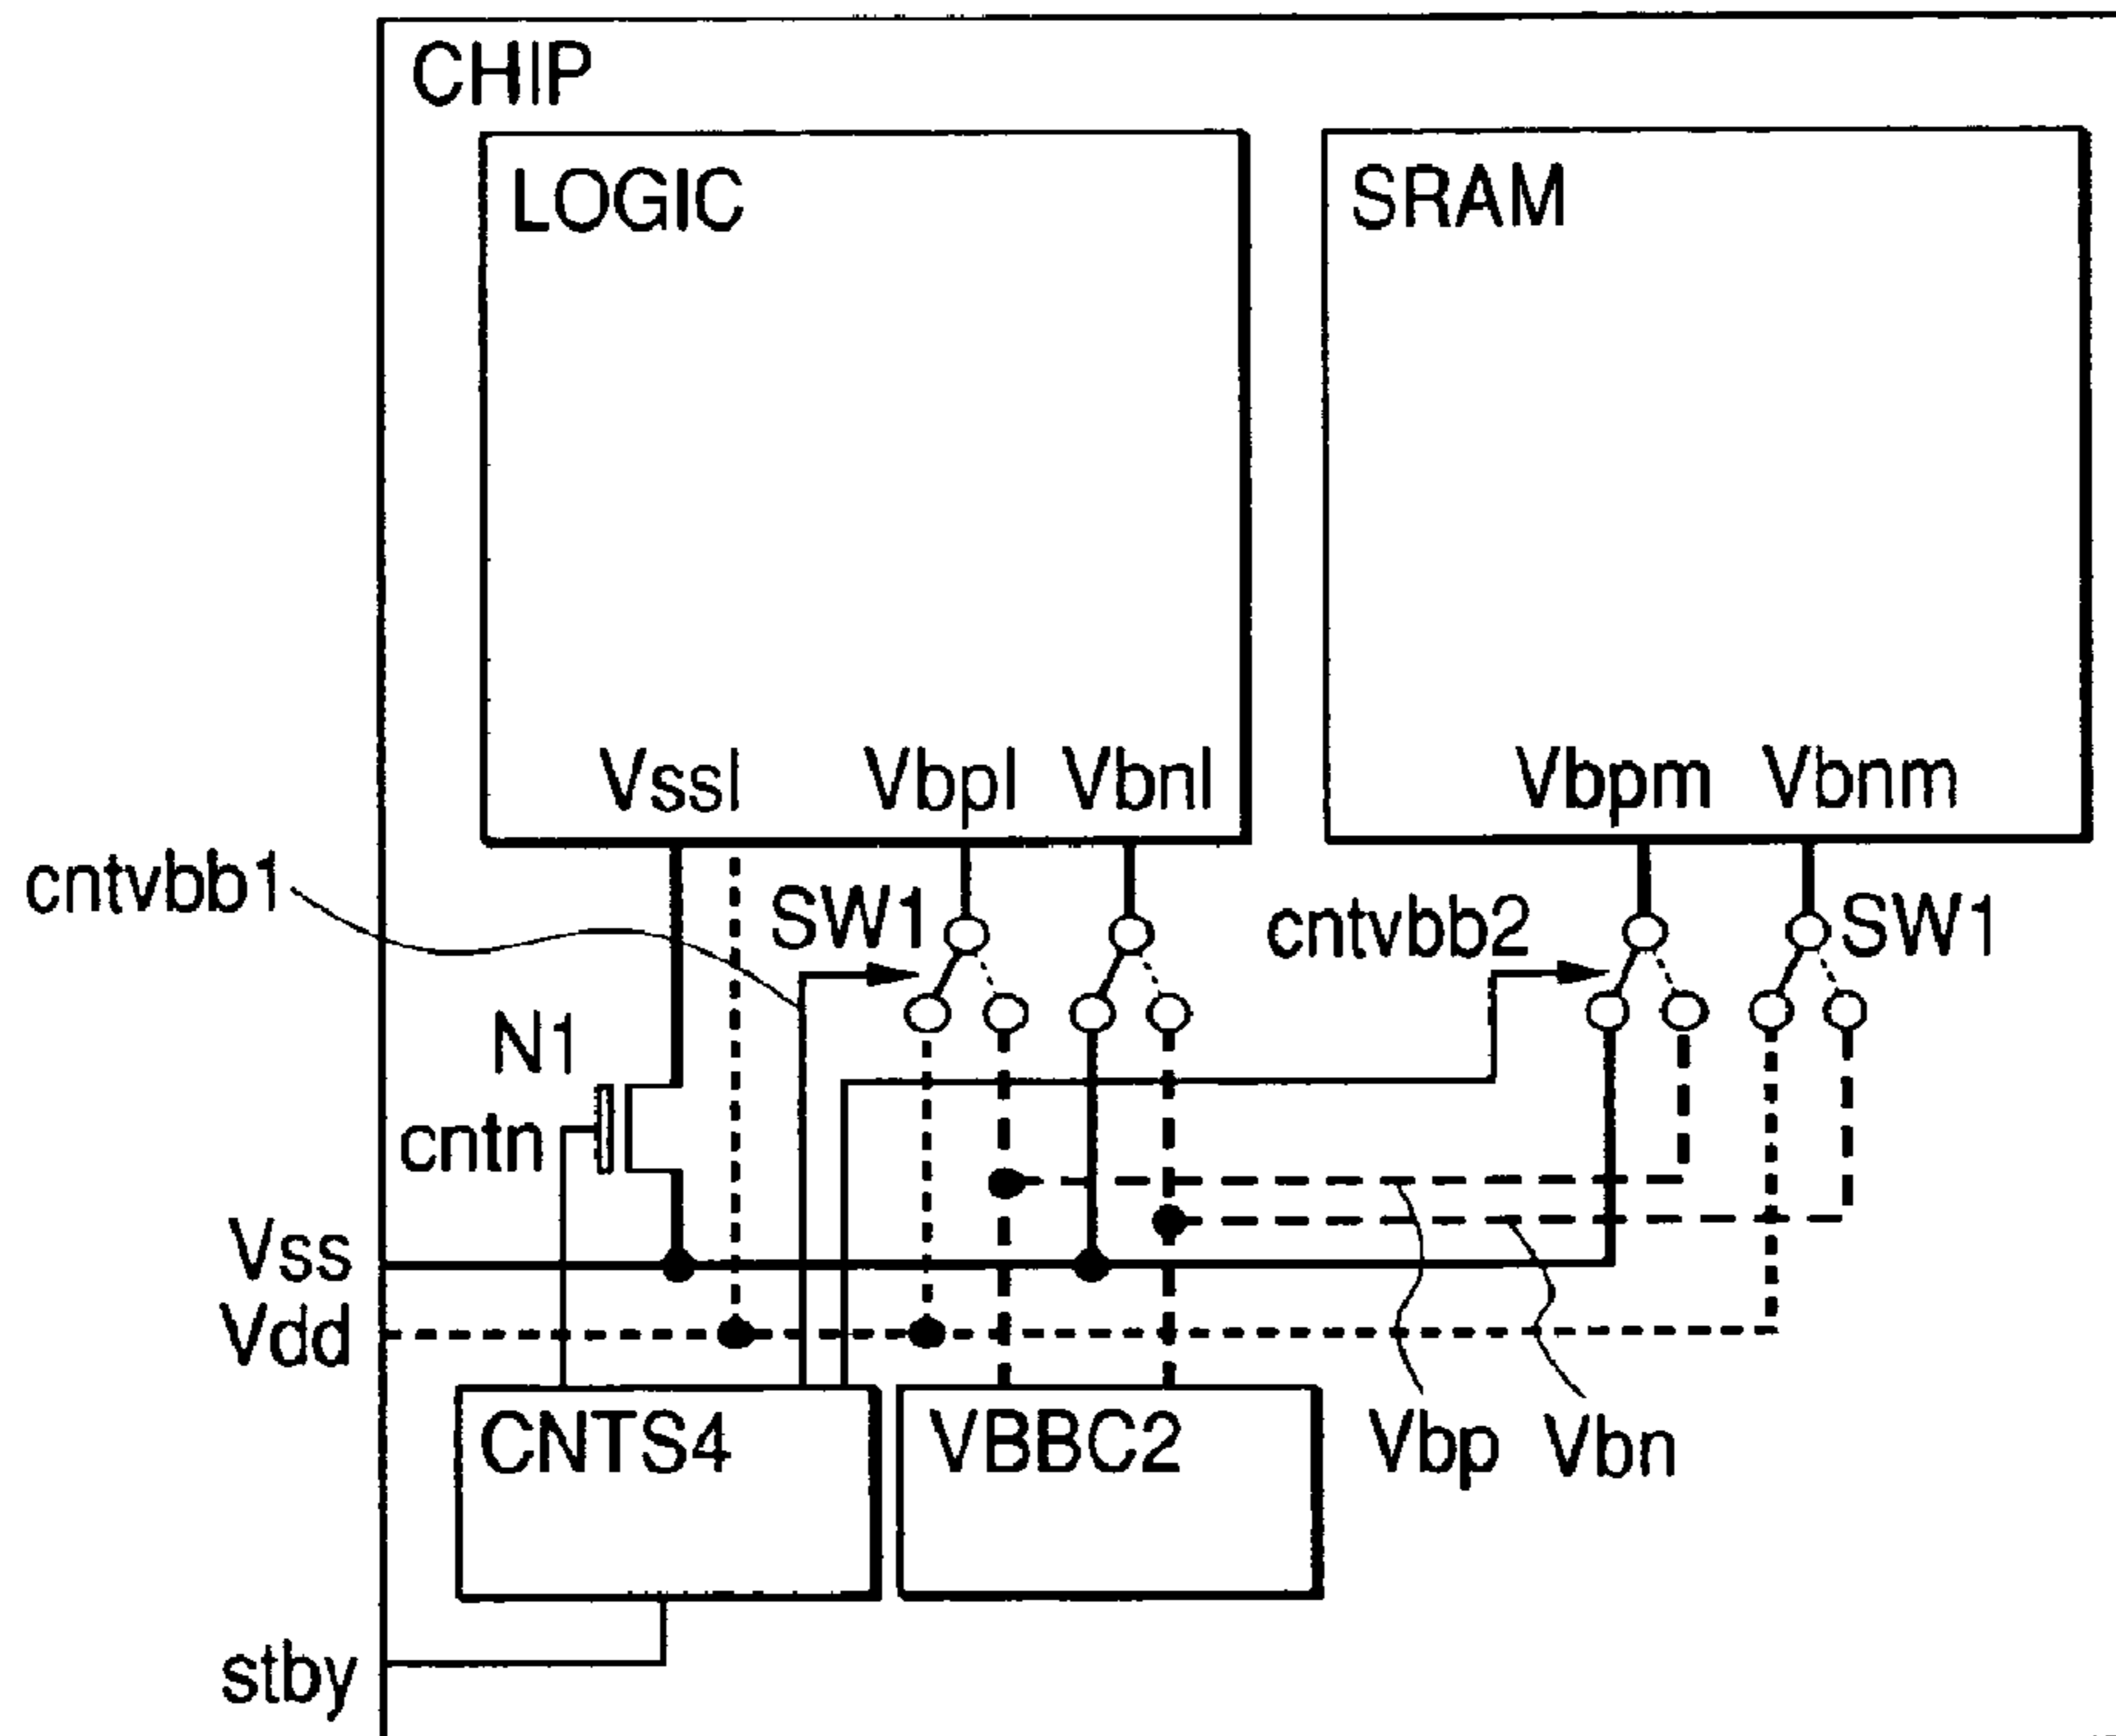 CHIP
LOGIC
SRAM
Vssl
Vbpl
Vbnl
Vbpm
Vbnm
cntvbb1
SW1
cntvbb2
SW1
N1
cntn
Vss
Vdd
CNTS4
VBBC2
Vbp
Vbn
stby